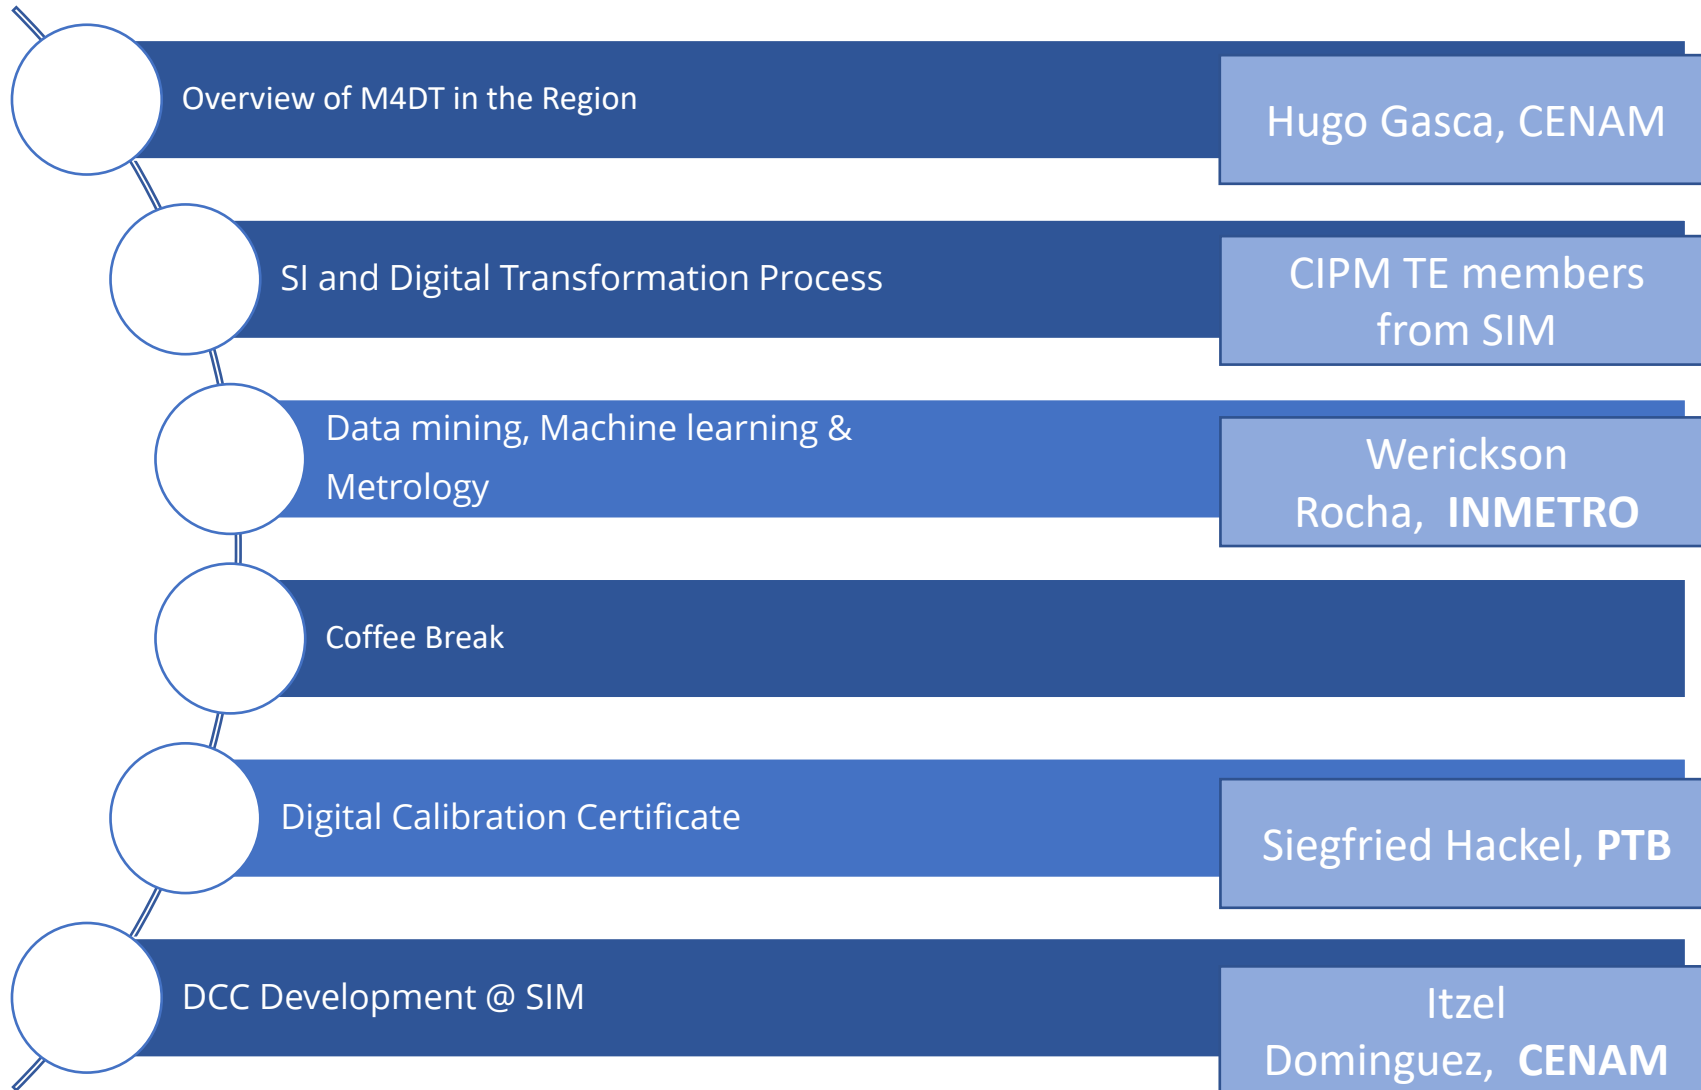 Overview of M4DT in the Region
Hugo Gasca, CENAM
SI and Digital Transformation Process
CIPM TE members
from SIM
Data mining, Machine learning &
Metrology
Werickson
Rocha, INMETRO
Coffee Break
Digital Calibration Certificate
Siegfried Hackel, PTB
DCC Development @ SIM
Itzel
Dominguez, CENAM